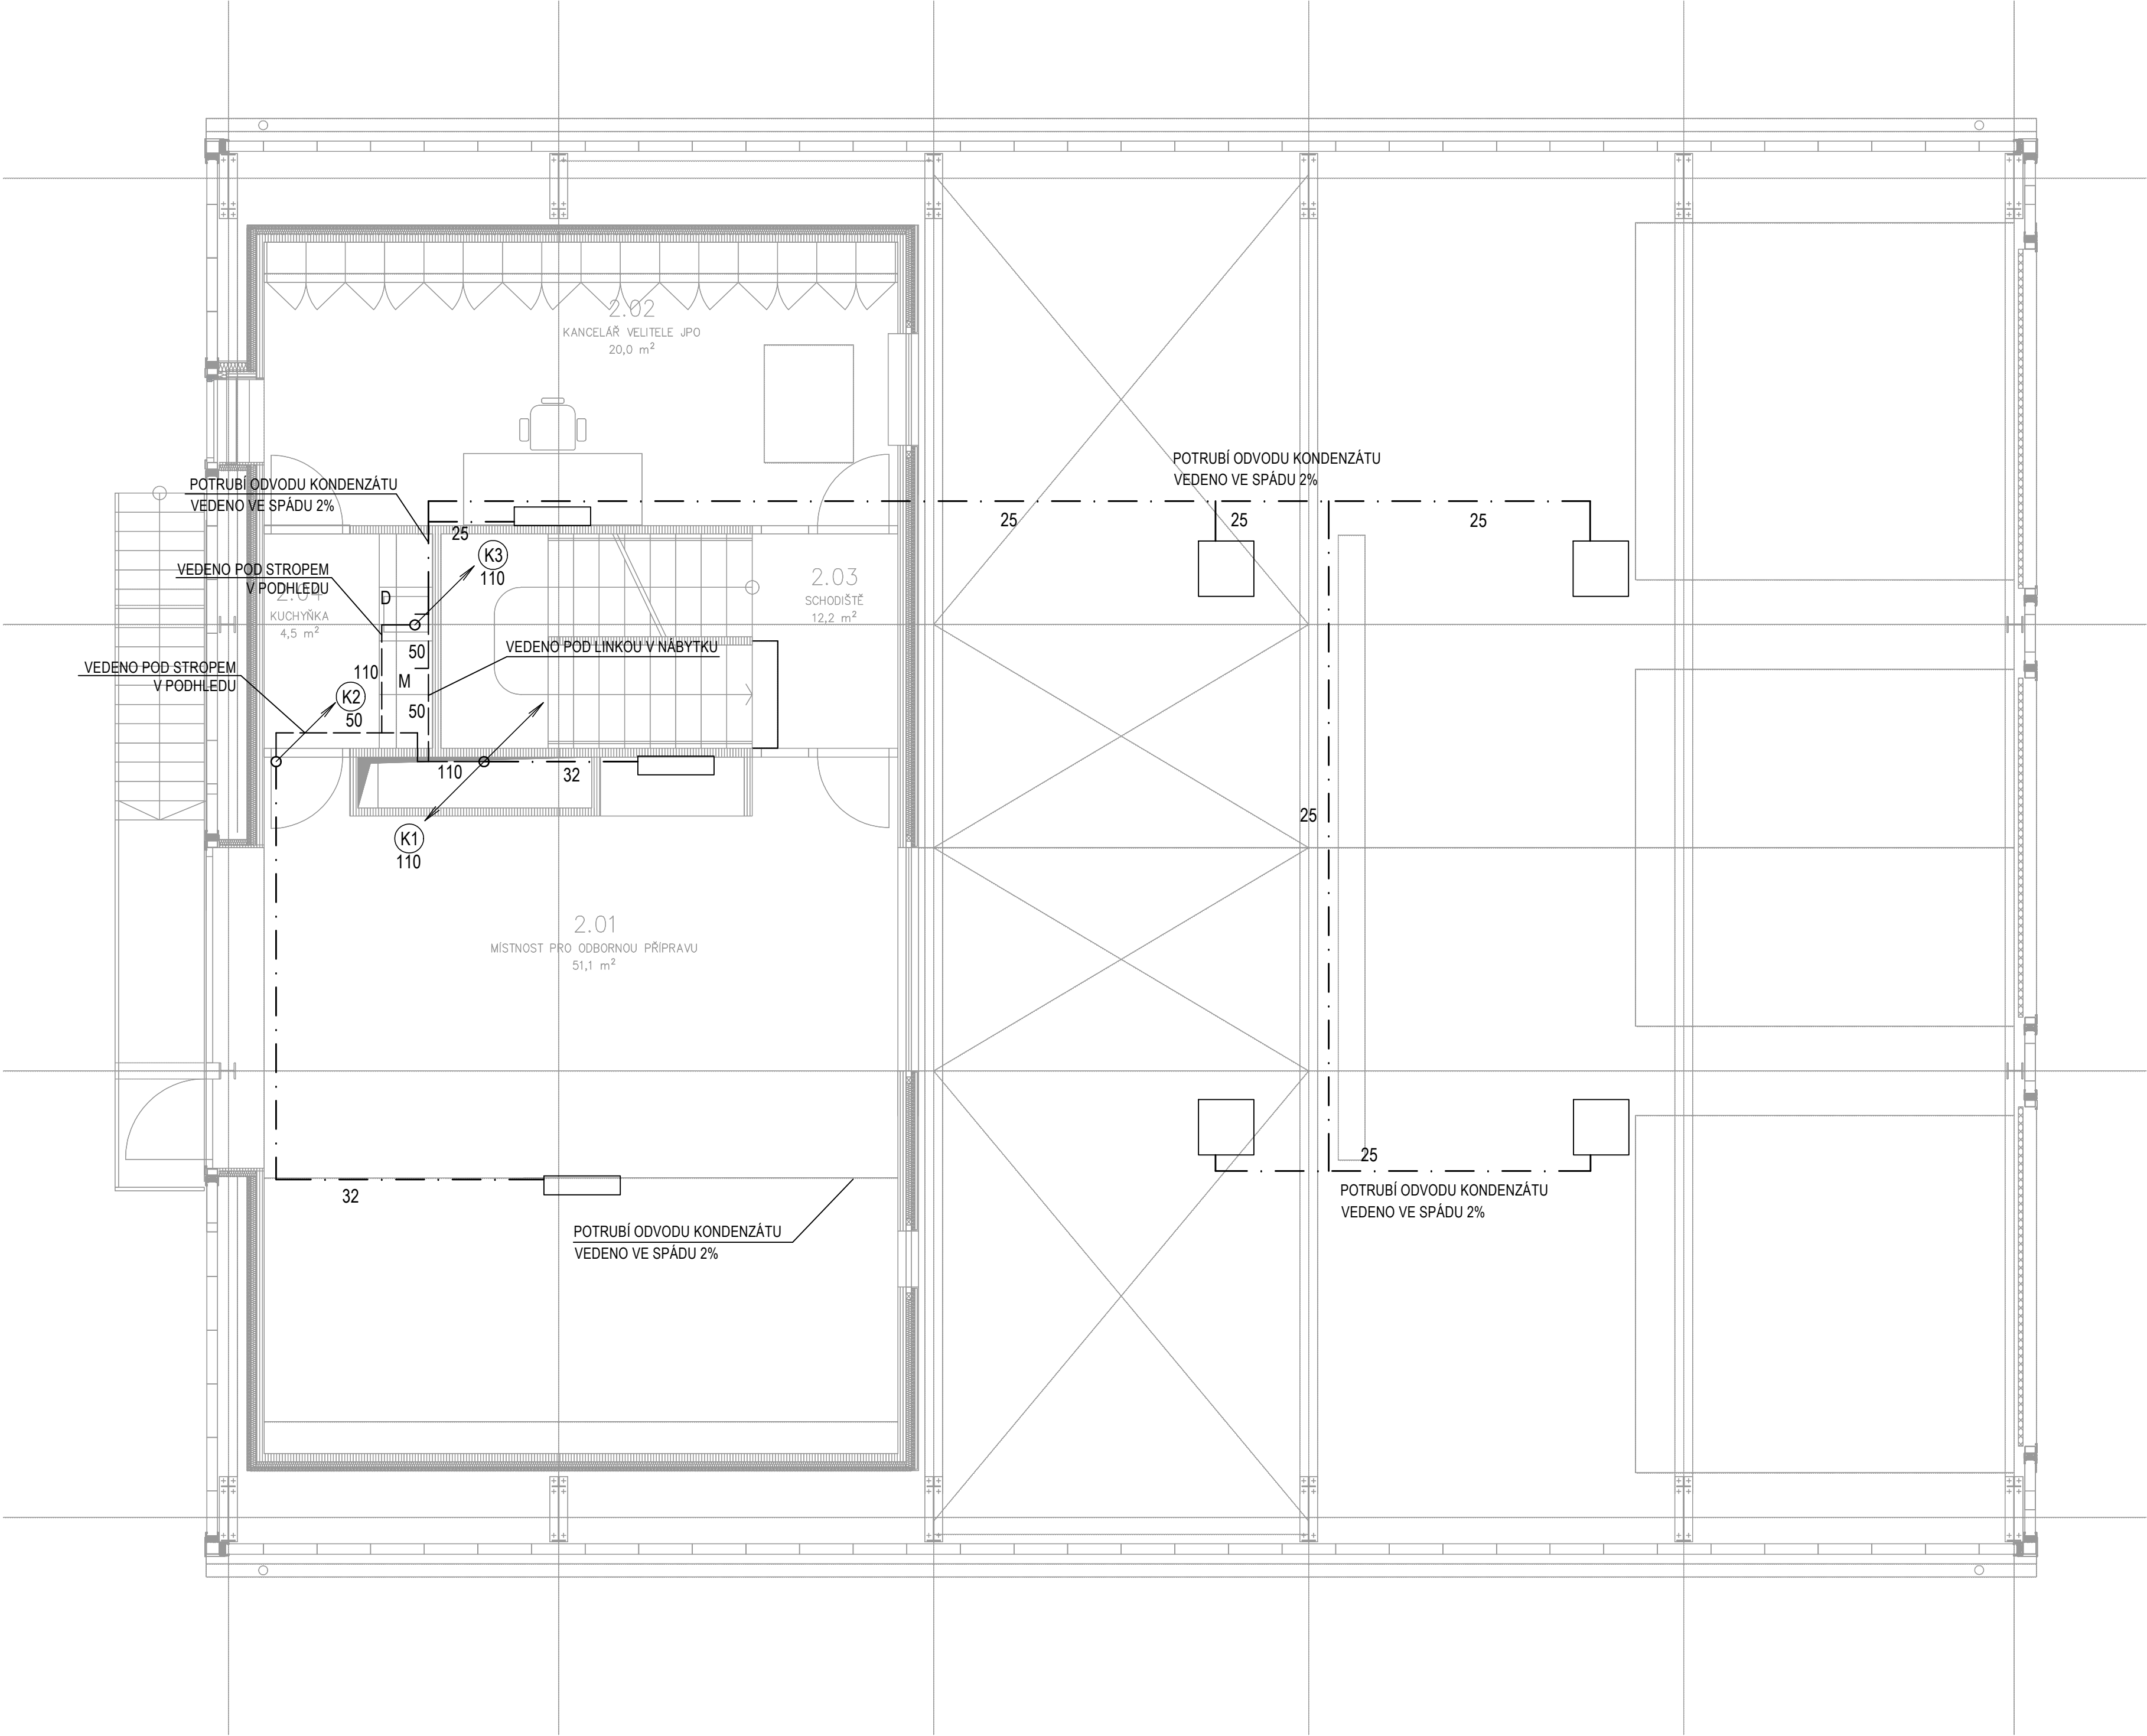 2.02
KANCELÁŘ VELITELE JPO
20,0 m²
POTRUBÍ ODVODU KONDENZÁTU
VEDENO VE SPÁDU 2%
POTRUBÍ ODVODU KONDENZÁTU
VEDENO VE SPÁDU 2%
25
25
25
25
K3
110
VEDENO POD STROPEM
V PODHLEDU
2.04
KUCHYŇKA
4,5 m²
D
2.03
SCHODIŠTĚ
12,2 m²
50
VEDENO POD LINKOU V NÁBYTKU
VEDENO POD STROPEM
V PODHLEDU
110
M
K2
50
50
110
32
K1
110
25
2.01
MÍSTNOST PRO ODBORNOU PŘÍPRAVU
51,1 m²
25
32
POTRUBÍ ODVODU KONDENZÁTU
VEDENO VE SPÁDU 2%
POTRUBÍ ODVODU KONDENZÁTU
VEDENO VE SPÁDU 2%